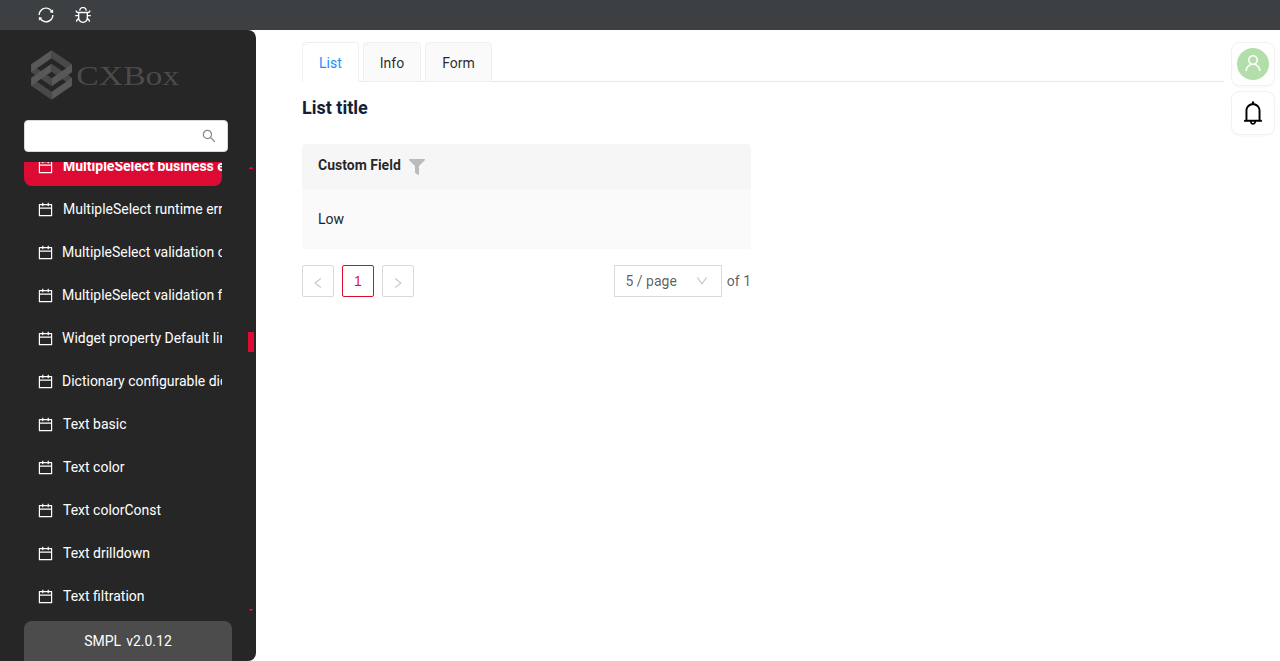 CXBox
MultipleSelect business e
MultipleSelect runtime err
MultipleSelect validation c
MultipleSelect validation f
Widget property Default li
Dictionary configurable di
Text basic
Text color
Text colorConst
Text drilldown
Text filtration
SMPL v2.0.12
List Info Form
List title
Custom Field
Low
1
5 / page of 1